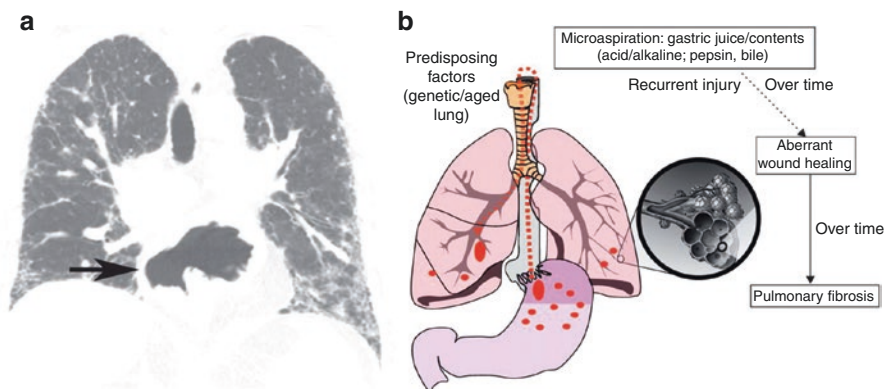 a
b
Predisposing
factors
(genetic/aged
lung)
Microaspiration: gastric juice/contents
(acid/alkaline; pepsin, bile)
Recurrent injury Over time
Aberrant
wound healing
Over time
Pulmonary fibrosis